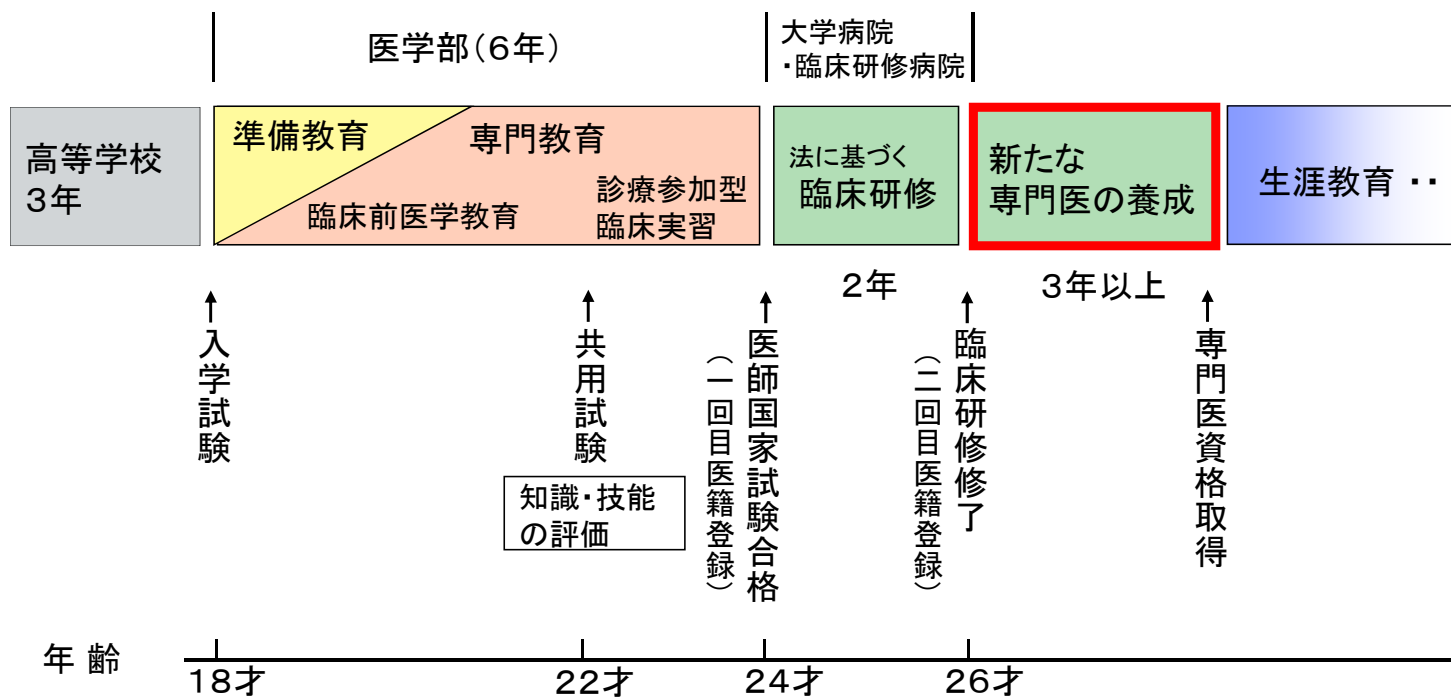 医学部（６年）
大学病院
・臨床研修病院
高等学校
３年
準備教育
専門教育
臨床前医学教育
診療参加型
臨床実習
法に基づく
臨床研修
新たな
専門医の養成
生涯教育 ・・
２年
３年以上
入学試験
共用試験
知識・技能
の評価
医師国家試験合格
（一回目医籍登録）
臨床研修修了
（二回目医籍登録）
専門医資格取得
年 齢
18才
22才
24才
26才